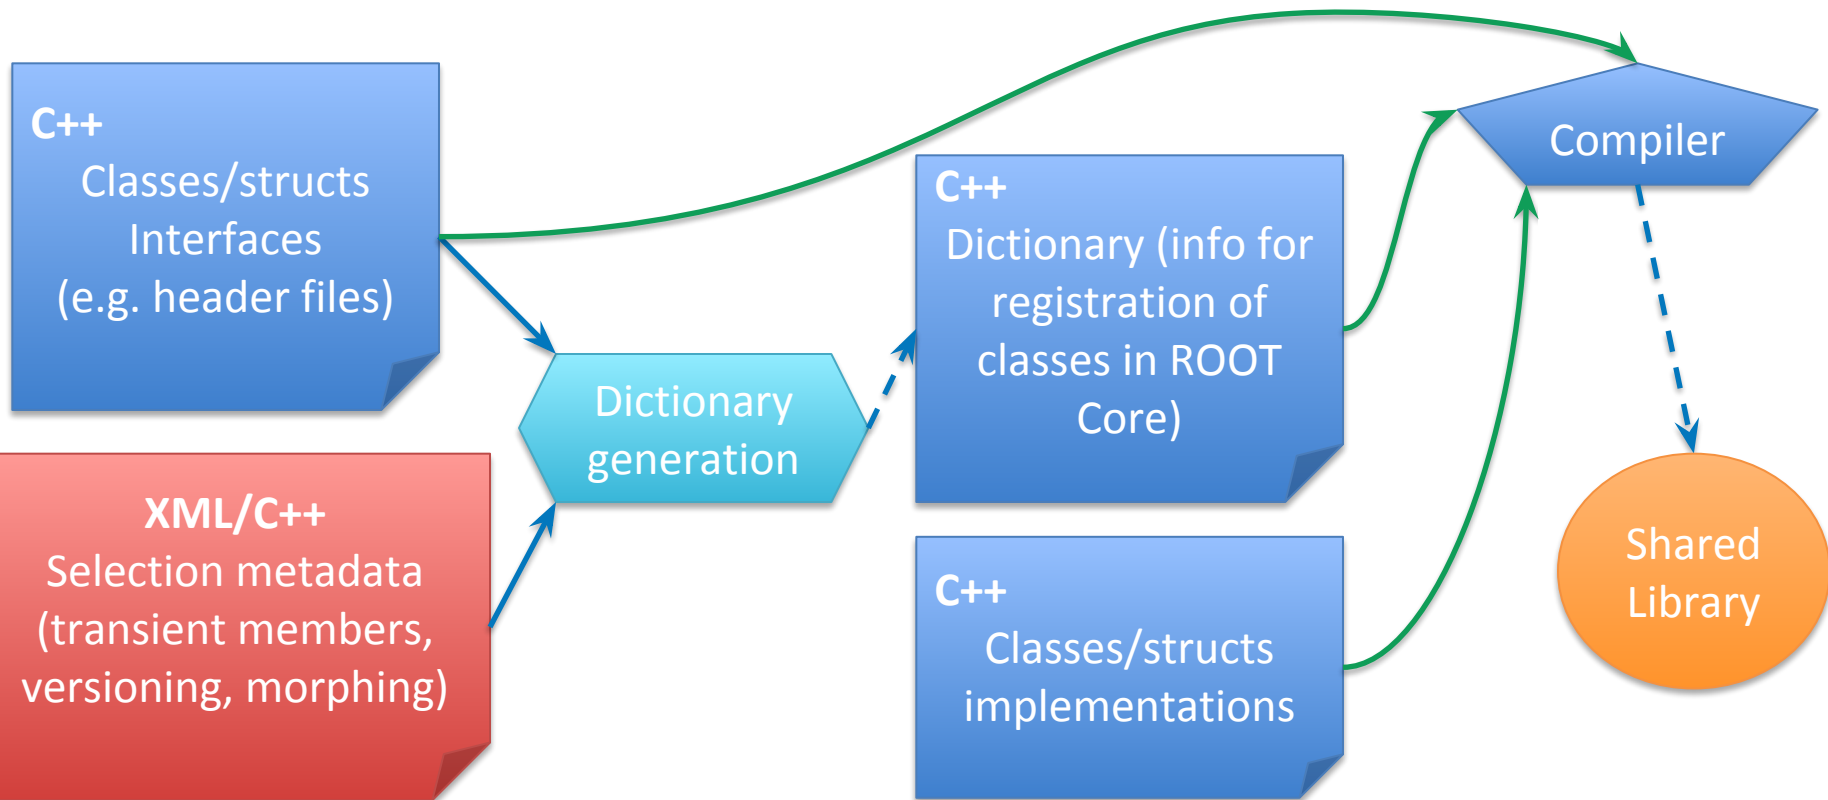 C++
Classes/structs
Interfaces
(e.g. header files)
XML/C++
Selection metadata
(transient members,
versioning, morphing)
Dictionary
generation
C++
Dictionary (info for
registration of
classes in ROOT
Core)
C++
Classes/structs
implementations
Compiler
Shared
Library